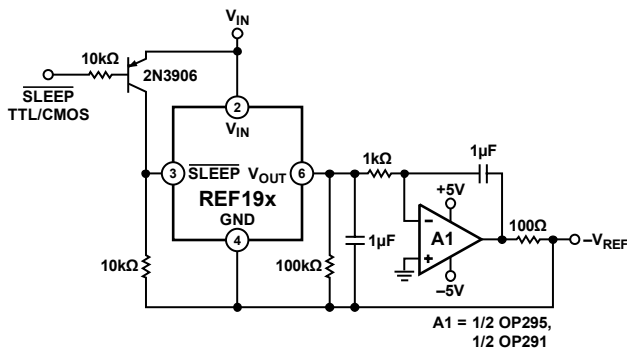 V_IN
10kΩ
2N3906
SLEEP
TTL/CMOS
2
V_IN
3
SLEEP
V_OUT
6
REF19x
GND
4
10kΩ
100kΩ
1µF
1kΩ
1µF
+5V
–
A1
+
–5V
100Ω
–V_REF
A1 = 1/2 OP295,
1/2 OP291